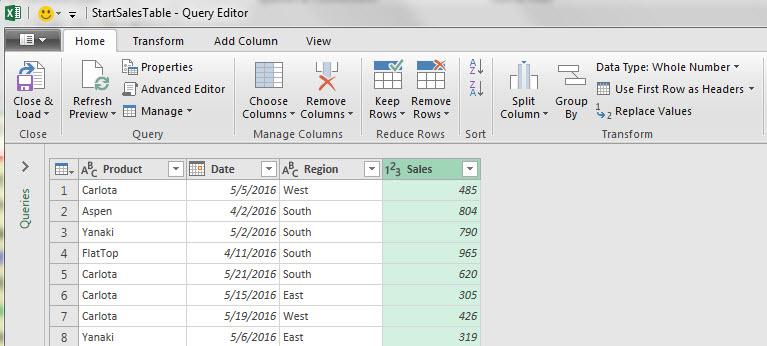 StartSalesTable - Query Editor
Home Transform Add Column View
Close & Load Refresh Preview Properties Advanced Editor Manage Choose Columns Remove Columns Keep Rows Remove Rows Split Column Group By Data Type: Whole Number Use First Row as Headers Replace Values
Close Query Manage Columns Reduce Rows Sort Transform
Queries
Product Date Region Sales
1 Carlota 5/5/2016 West 485
2 Aspen 4/2/2016 South 804
3 Yanaki 5/2/2016 South 790
4 FlatTop 4/11/2016 South 965
5 Carlota 5/21/2016 South 620
6 Carlota 5/15/2016 East 305
7 Carlota 5/19/2016 West 426
8 Yanaki 5/6/2016 East 319